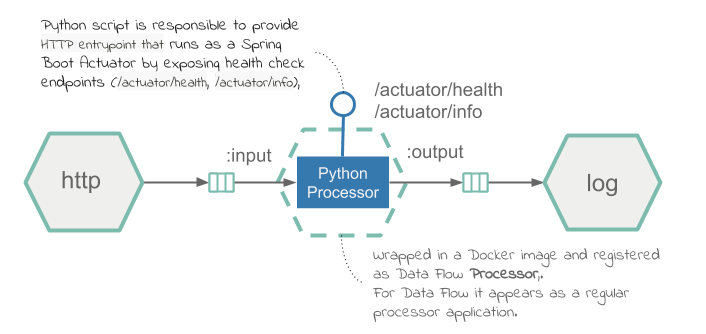 Python script is responsible to provide
HTTP entrypoint that runs as a Spring
Boot Actuator by exposing health check
endpoints (/actuator/health, /actuator/info),
/actuator/health
/actuator/info
:input
:output
http
Python
Processor
log
wrapped in a Docker image and registered
as Data Flow Processor,.
For Data Flow it appears as a regular
processor application.